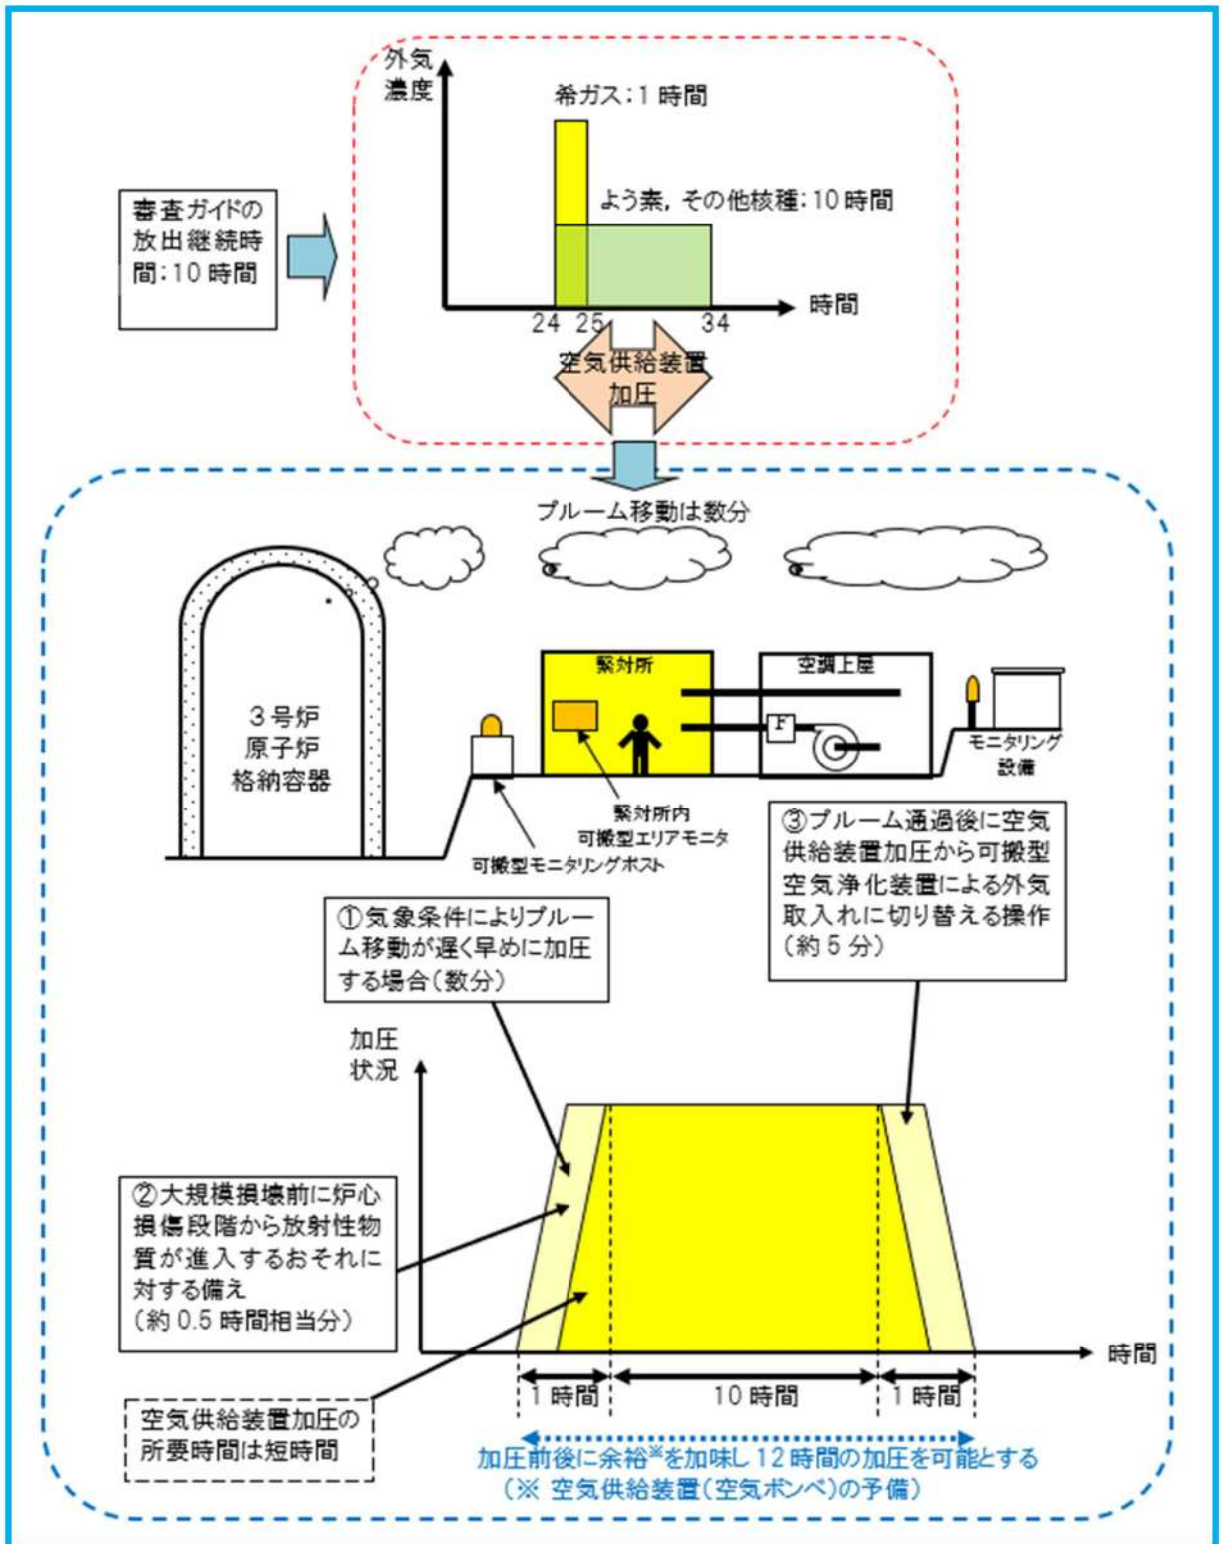 外気
濃度
希ガス：1 時間
よう素，その他核種：10 時間
審査ガイドの
放出継続時
間：10 時間
時間
24 25 34
空気供給装置
加圧
プルーム移動は数分
緊対所
空調上屋
3号炉
原子炉
格納容器
F
モニタリング
設備
緊対所内
可搬型エリアモニタ
可搬型モニタリングポスト
③プルーム通過後に空気
供給装置加圧から可搬型
空気浄化装置による外気
取入れに切り替える操作
（約 5 分）
①気象条件によりプルー
ム移動が遅く早めに加圧
する場合（数分）
加圧
状況
②大規模損壊前に炉心
損傷段階から放射性物
質が進入するおそれに
対する備え
（約 0.5 時間相当分）
時間
1 時間 10 時間 1 時間
空気供給装置加圧の
所要時間は短時間
加圧前後に余裕※を加味し 12 時間の加圧を可能とする
（※ 空気供給装置（空気ボンベ）の予備）